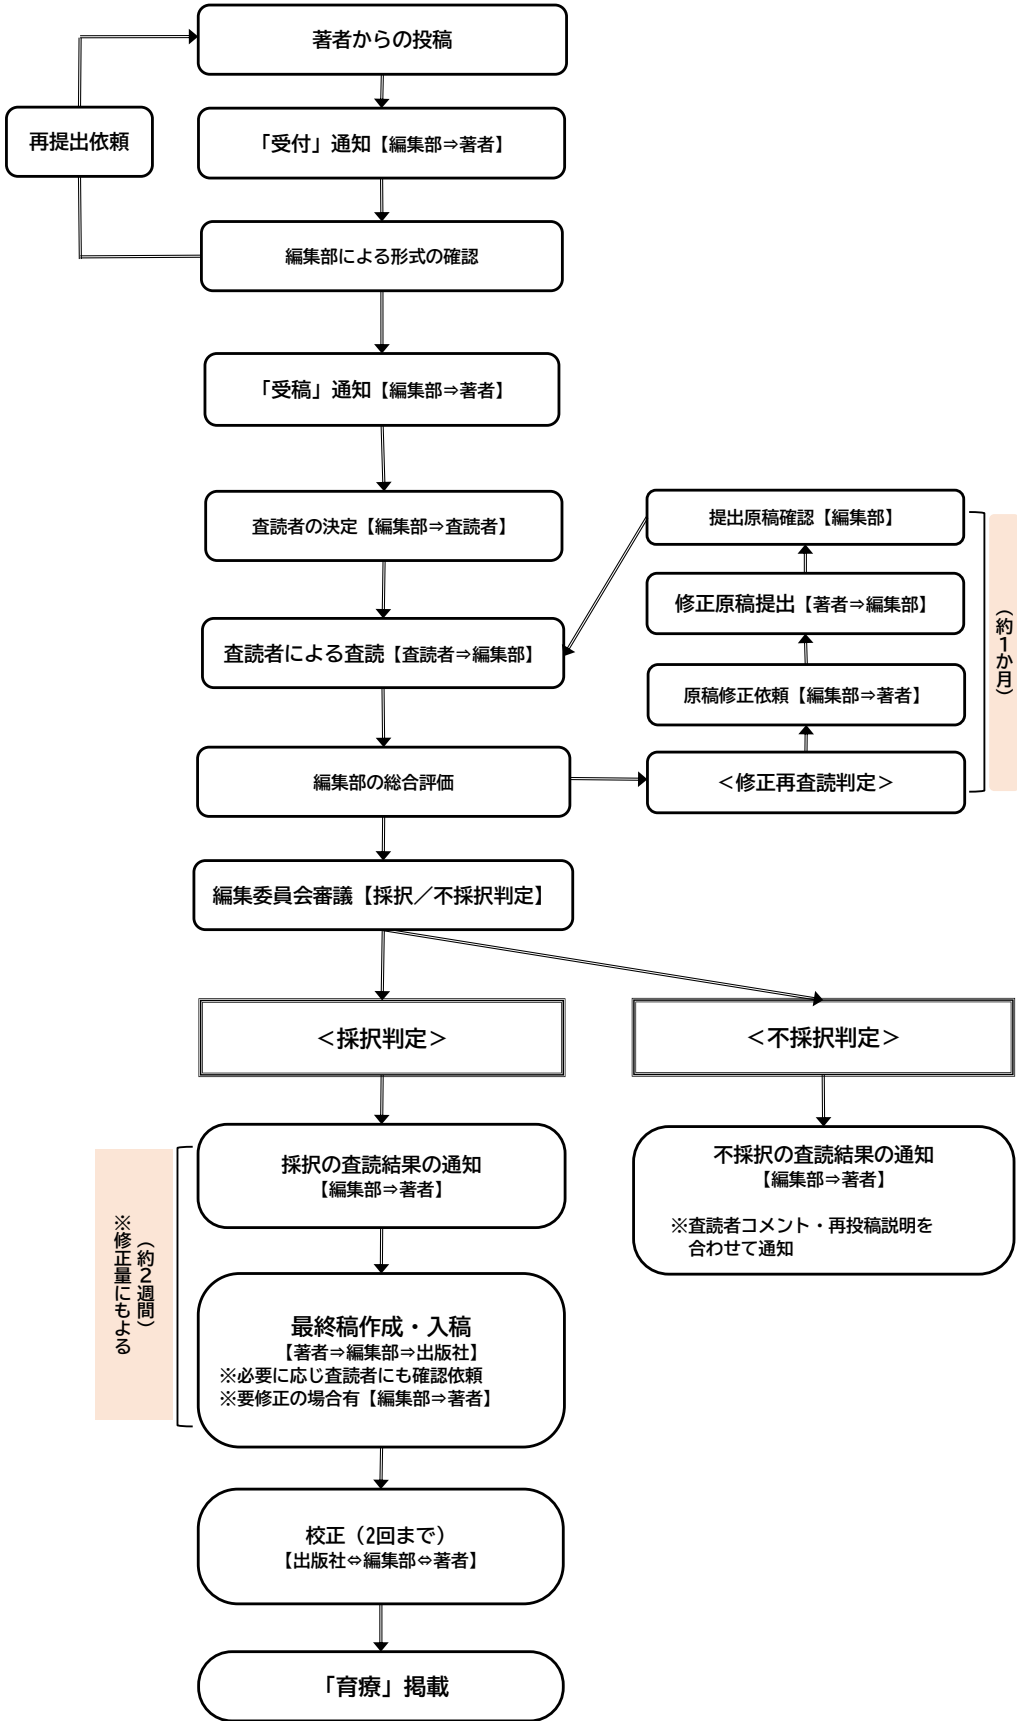 著者からの投稿
再提出依頼
「受付」通知【編集部⇒著者】
編集部による形式の確認
「受稿」通知【編集部⇒著者】
査読者の決定【編集部⇒査読者】
査読者による査読【査読者⇒編集部】
編集部の総合評価
提出原稿確認【編集部】
修正原稿提出【著者⇒編集部】
原稿修正依頼【編集部⇒著者】
＜修正再査読判定＞
（約１か月）
編集委員会審議【採択／不採択判定】
＜採択判定＞
＜不採択判定＞
採択の査読結果の通知
【編集部⇒著者】
不採択の査読結果の通知
【編集部⇒著者】
※査読者コメント・再投稿説明を
合わせて通知
（約２週間）
※修正量にもよる
最終稿作成・入稿
【著者⇒編集部⇒出版社】
※必要に応じ査読者にも確認依頼
※要修正の場合有【編集部⇒著者】
校正（2回まで）
【出版社⇔編集部⇔著者】
「育療」掲載